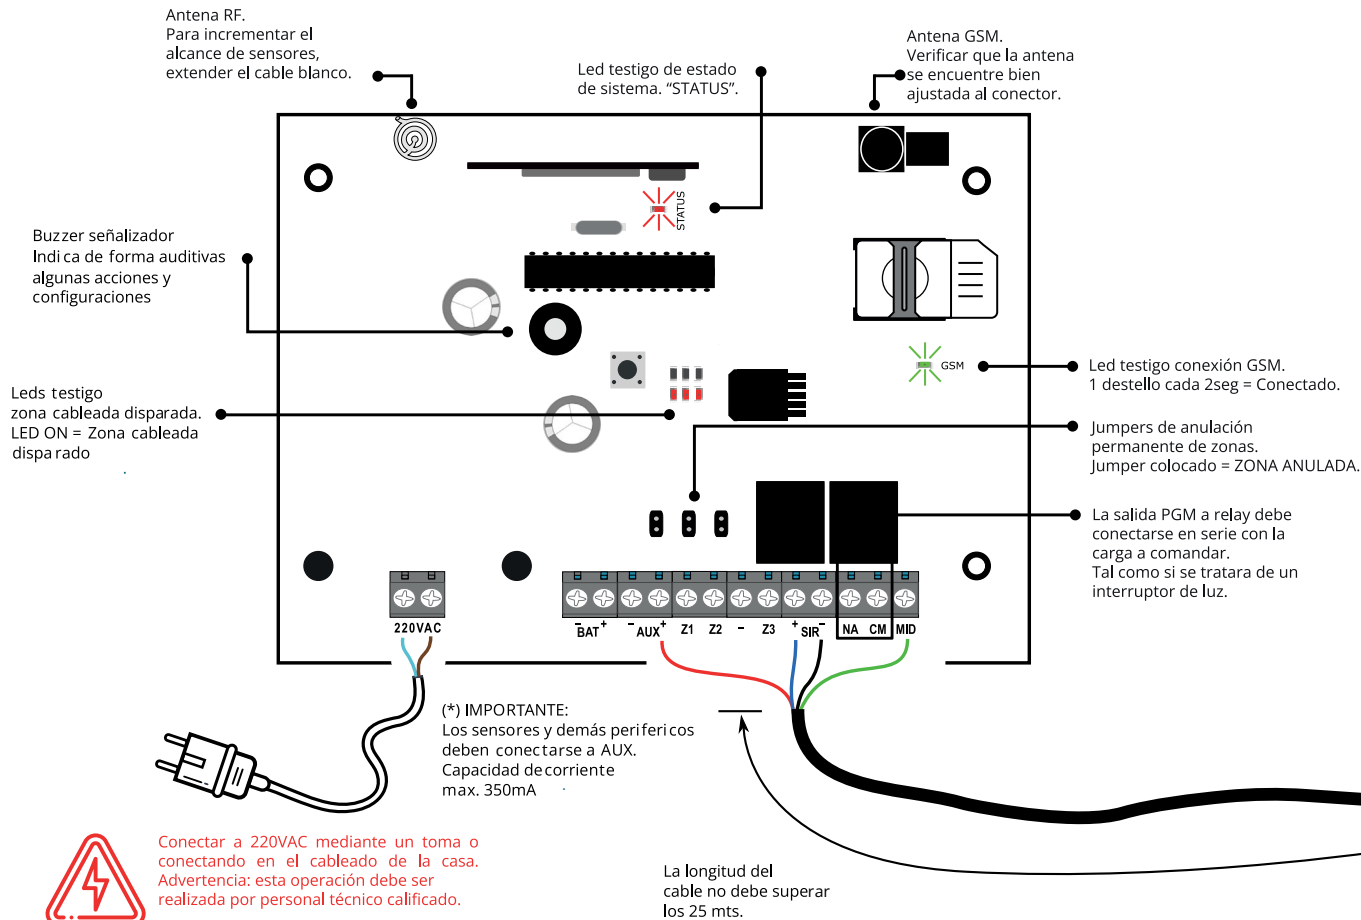 Antena RF.
Para incrementar el
alcance de sensores,
extender el cable blanco.
Led testigo de estado
de sistema. “STATUS”.
Antena GSM.
Verificar que la antena
se encuentre bien
ajustada al conector.
STATUS
Buzzer señalizador
Indica de forma auditivas
algunas acciones y
configuraciones
GSM
Led testigo conexión GSM.
1 destello cada 2seg = Conectado.
Leds testigo
zona cableada disparada.
LED ON = Zona cableada
disparado
Jumpers de anulación
permanente de zonas.
Jumper colocado = ZONA ANULADA.
La salida PGM a relay debe
conectarse en serie con la
carga a comandar.
Tal como si se tratara de un
interruptor de luz.
220VAC
- BAT + - AUX + Z1 Z2 - Z3 + SIR - NA CM MID
(*) IMPORTANTE:
Los sensores y demás perifericos
deben conectarse a AUX.
Capacidad de corriente
max. 350mA
Conectar a 220VAC mediante un toma o
conectando en el cableado de la casa.
Advertencia: esta operación debe ser
realizada por personal técnico calificado.
La longitud del
cable no debe superar
los 25 mts.